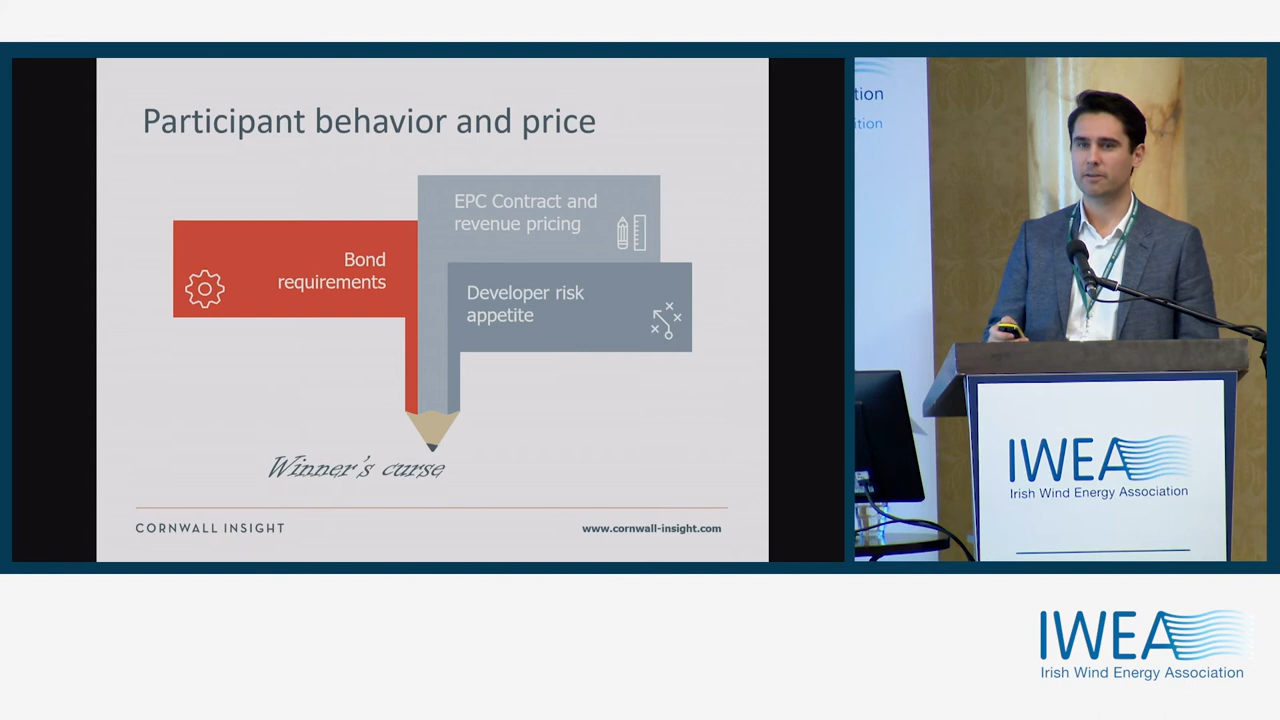 Participant behavior and price
EPC Contract and
revenue pricing
Bond
requirements
Developer risk
appetite
Winner's curse
CORNWALL INSIGHT
www.cornwall-insight.com
tion
ition
IWEA
Irish Wind Energy Association
IWEA
Irish Wind Energy Association